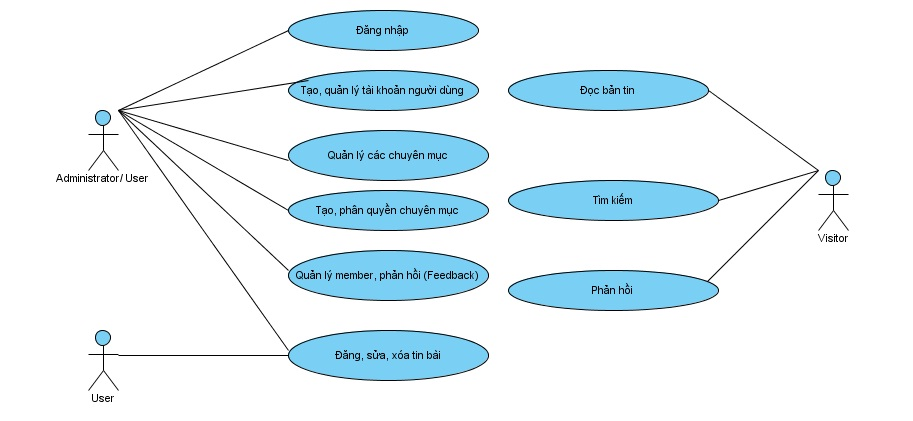 Đăng nhập
Tạo, quản lý tài khoản người dùng
Đọc bản tin
Administrator/ User
Quản lý các chuyên mục
Tạo, phân quyền chuyên mục
Tìm kiếm
Visitor
Quản lý member, phản hồi (Feedback)
Phản hồi
Đăng, sửa, xóa tin bài
User